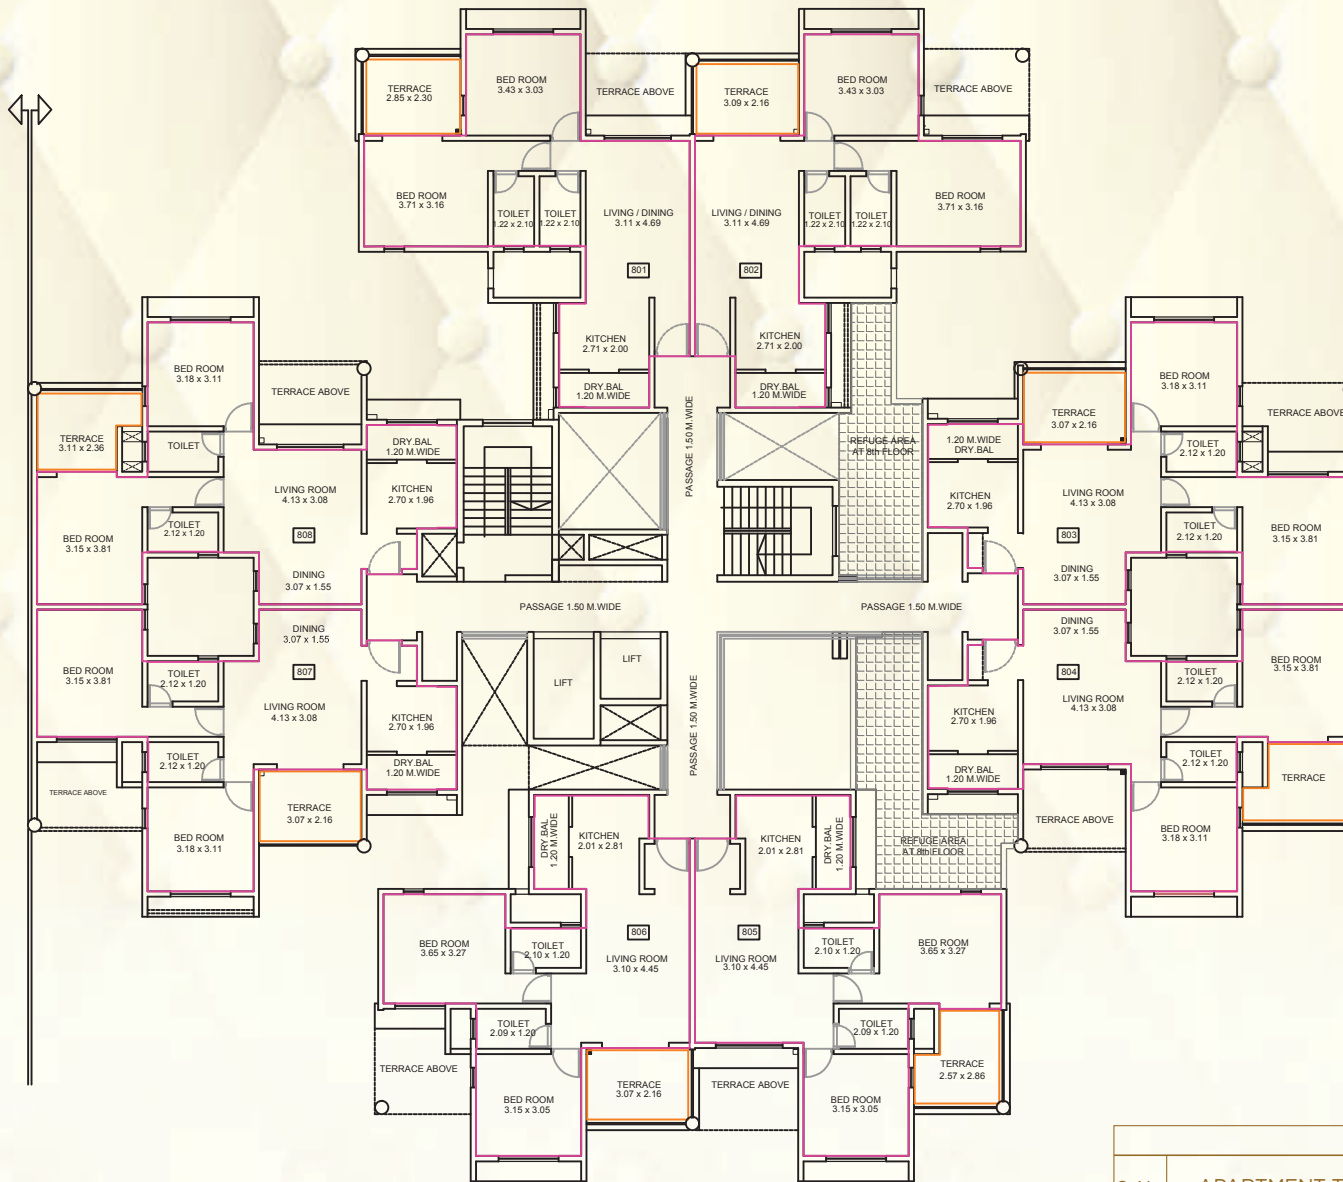 BED ROOM
3.43 x 3.03
TERRACE
2.85 x 2.30
TERRACE ABOVE
TERRACE
3.09 x 2.16
BED ROOM
3.43 x 3.03
TERRACE ABOVE
BED ROOM
3.71 x 3.16
TOILET
1.22 x 2.10
TOILET
1.22 x 2.10
LIVING / DINING
3.11 x 4.69
LIVING / DINING
3.11 x 4.69
TOILET
1.22 x 2.10
TOILET
1.22 x 2.10
BED ROOM
3.71 x 3.16
801
802
KITCHEN
2.71 x 2.00
KITCHEN
2.71 x 2.00
DRY.BAL
1.20 M.WIDE
DRY.BAL
1.20 M.WIDE
PASSAGE 1.50 M.WIDE
BED ROOM
3.18 x 3.11
TERRACE ABOVE
TERRACE
3.11 x 2.36
TOILET
DRY.BAL
1.20 M.WIDE
KITCHEN
2.70 x 1.96
LIVING ROOM
4.13 x 3.08
BED ROOM
3.15 x 3.81
TOILET
2.12 x 1.20
808
DINING
3.07 x 1.55
REFUGE AREA
AT 8th FLOOR
1.20 M.WIDE
DRY.BAL
KITCHEN
2.70 x 1.96
TERRACE
3.07 x 2.16
BED ROOM
3.18 x 3.11
TERRACE ABOVE
TOILET
2.12 x 1.20
LIVING ROOM
4.13 x 3.08
TOILET
2.12 x 1.20
BED ROOM
3.15 x 3.81
803
DINING
3.07 x 1.55
PASSAGE 1.50 M.WIDE
PASSAGE 1.50 M.WIDE
DINING
3.07 x 1.55
BED ROOM
3.15 x 3.81
TOILET
2.12 x 1.20
807
LIVING ROOM
4.13 x 3.08
KITCHEN
2.70 x 1.96
TOILET
2.12 x 1.20
DRY.BAL
1.20 M.WIDE
TERRACE ABOVE
TERRACE
3.07 x 2.16
BED ROOM
3.18 x 3.11
LIFT
LIFT
PASSAGE 1.50 M.WIDE
DINING
3.07 x 1.55
804
TOILET
2.12 x 1.20
BED ROOM
3.15 x 3.81
LIVING ROOM
4.13 x 3.08
KITCHEN
2.70 x 1.96
TOILET
2.12 x 1.20
DRY.BAL
1.20 M.WIDE
TERRACE
TERRACE ABOVE
BED ROOM
3.18 x 3.11
REFUGE AREA
AT 8th FLOOR
DRY.BAL
1.20 M.WIDE
KITCHEN
2.01 x 2.81
KITCHEN
2.01 x 2.81
DRY.BAL
1.20 M.WIDE
806
805
BED ROOM
3.65 x 3.27
TOILET
2.10 x 1.20
LIVING ROOM
3.10 x 4.45
LIVING ROOM
3.10 x 4.45
TOILET
2.10 x 1.20
BED ROOM
3.65 x 3.27
TOILET
2.09 x 1.20
TOILET
2.09 x 1.20
TERRACE ABOVE
TERRACE
3.07 x 2.16
TERRACE ABOVE
TERRACE
2.57 x 2.86
BED ROOM
3.15 x 3.05
BED ROOM
3.15 x 3.05
APARTMENT